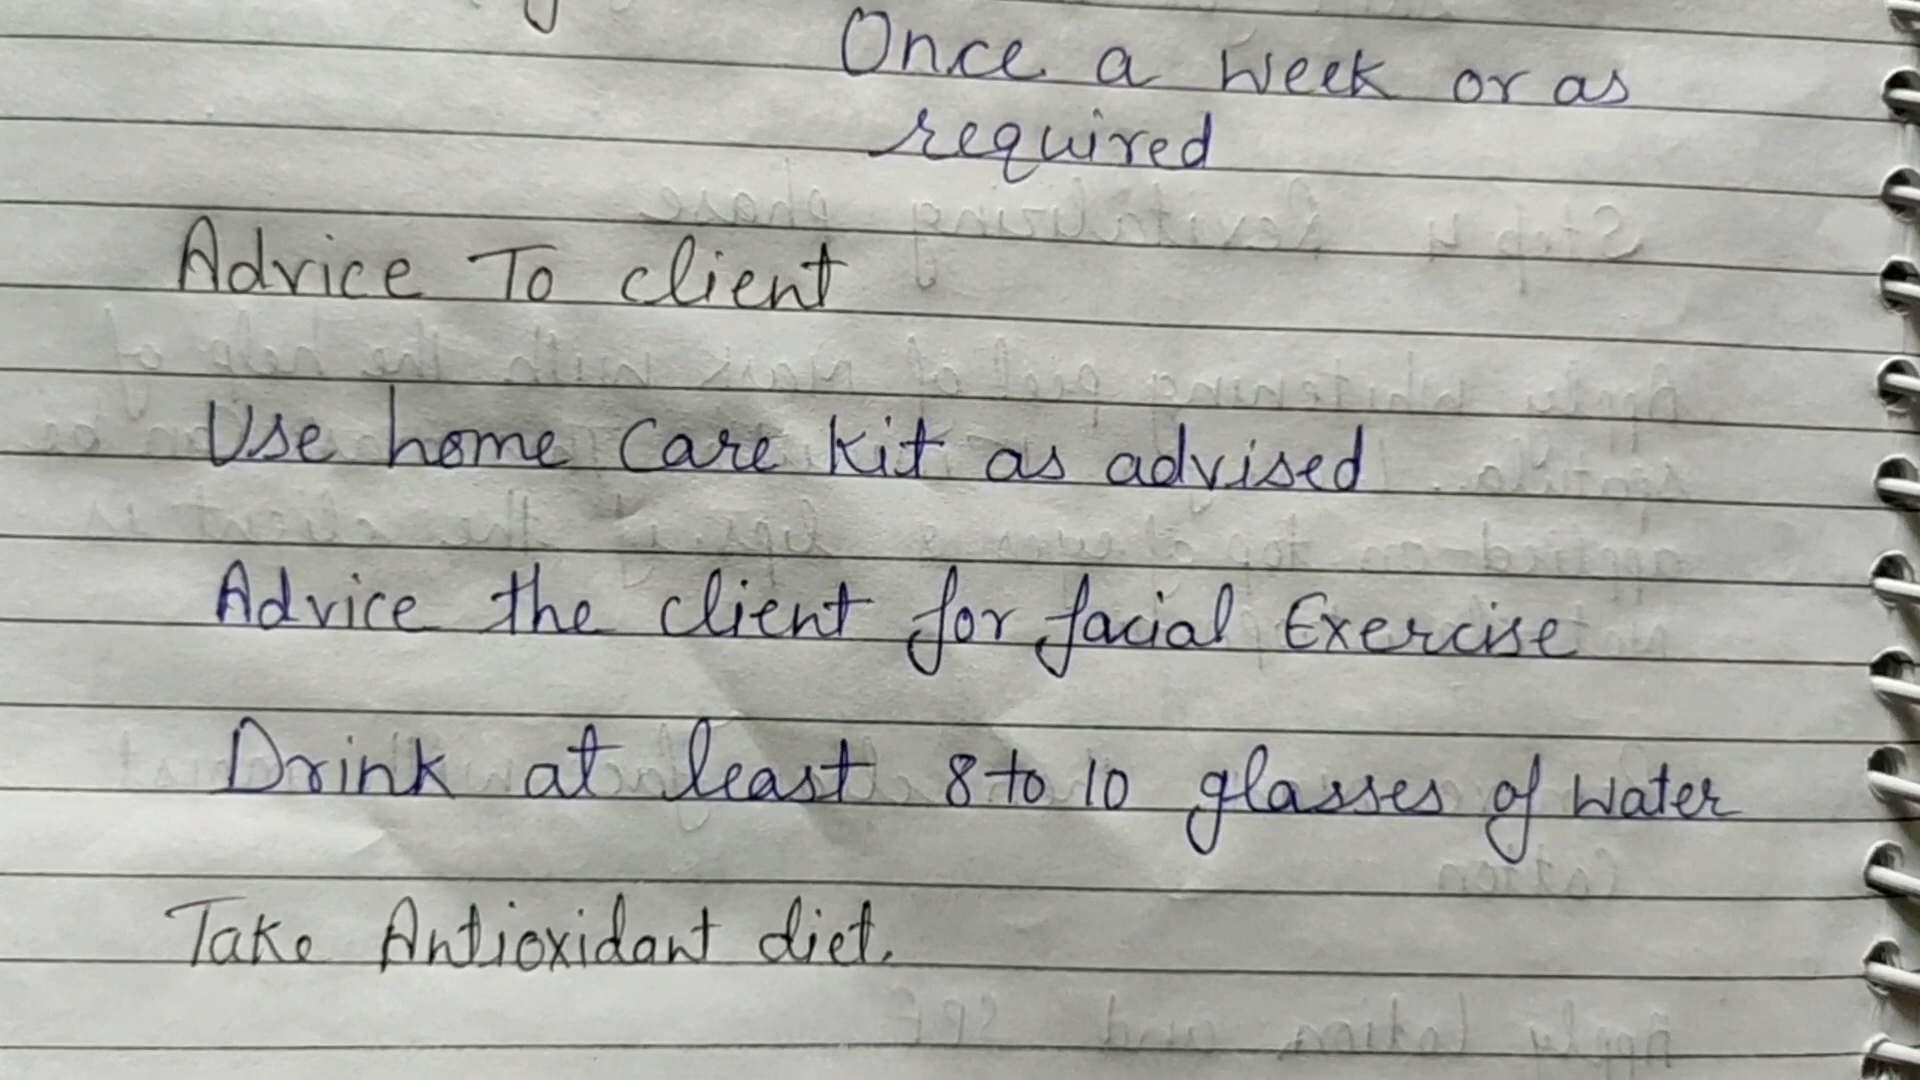 Once a week or as
required
Advice To client
Use home Care kit as advised
Advice the client for facial Exercise
Drink at least 8 to 10 glasses of water
Take Antioxidant diet.